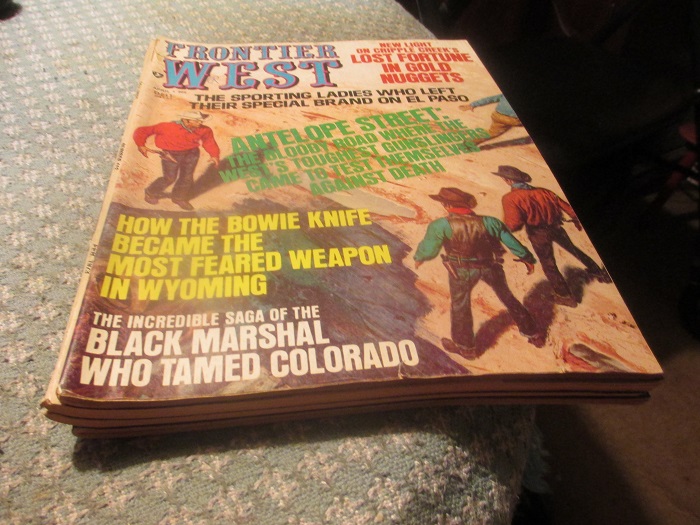 FRONTIER
WEST
NEW LIGHT
ON CRIPPLE CREEK'S
LOST FORTUNE
IN GOLD
NUGGETS
THE SPORTING LADIES WHO LEFT
THEIR SPECIAL BRAND ON EL PASO
ANTELOPE STREET-
THE BLOODY ROAD WHERE THE
WEST'S TOUGHEST GUNSLINGERS
CAME TO TEST THEMSELVES
AGAINST DEATH
HOW THE BOWIE KNIFE
BECAME THE
MOST FEARED WEAPON
IN WYOMING
THE INCREDIBLE SAGA OF THE
BLACK MARSHAL
WHO TAMED COLORADO